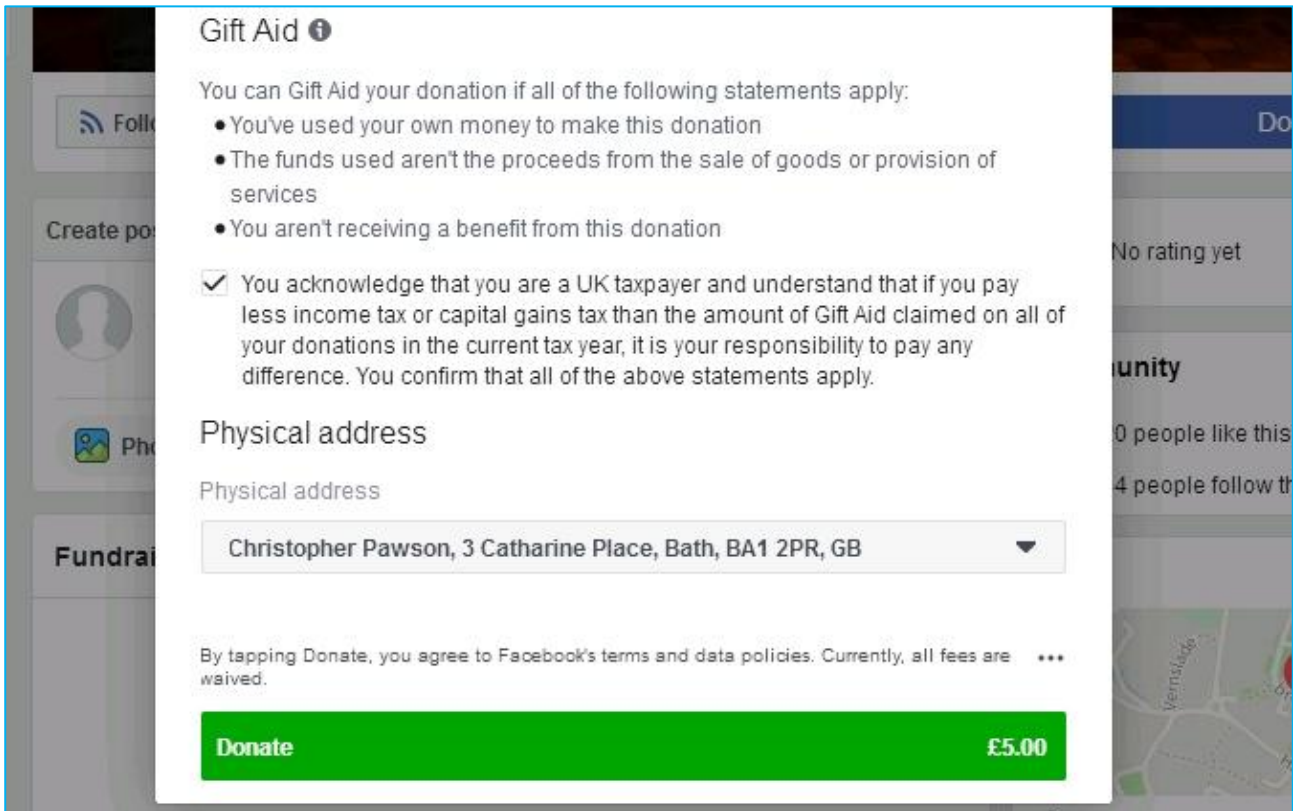 Gift Aid
You can Gift Aid your donation if all of the following statements apply:
• You've used your own money to make this donation
• The funds used aren't the proceeds from the sale of goods or provision of
services
• You aren't receiving a benefit from this donation
You acknowledge that you are a UK taxpayer and understand that if you pay
less income tax or capital gains tax than the amount of Gift Aid claimed on all of
your donations in the current tax year, it is your responsibility to pay any
difference. You confirm that all of the above statements apply.
Physical address
Physical address
Christopher Pawson, 3 Catharine Place, Bath, BA1 2PR, GB
By tapping Donate, you agree to Facebook's terms and data policies. Currently, all fees are
waived.
Donate £5.00
Create
No rating yet
0 people like this
4 people follow